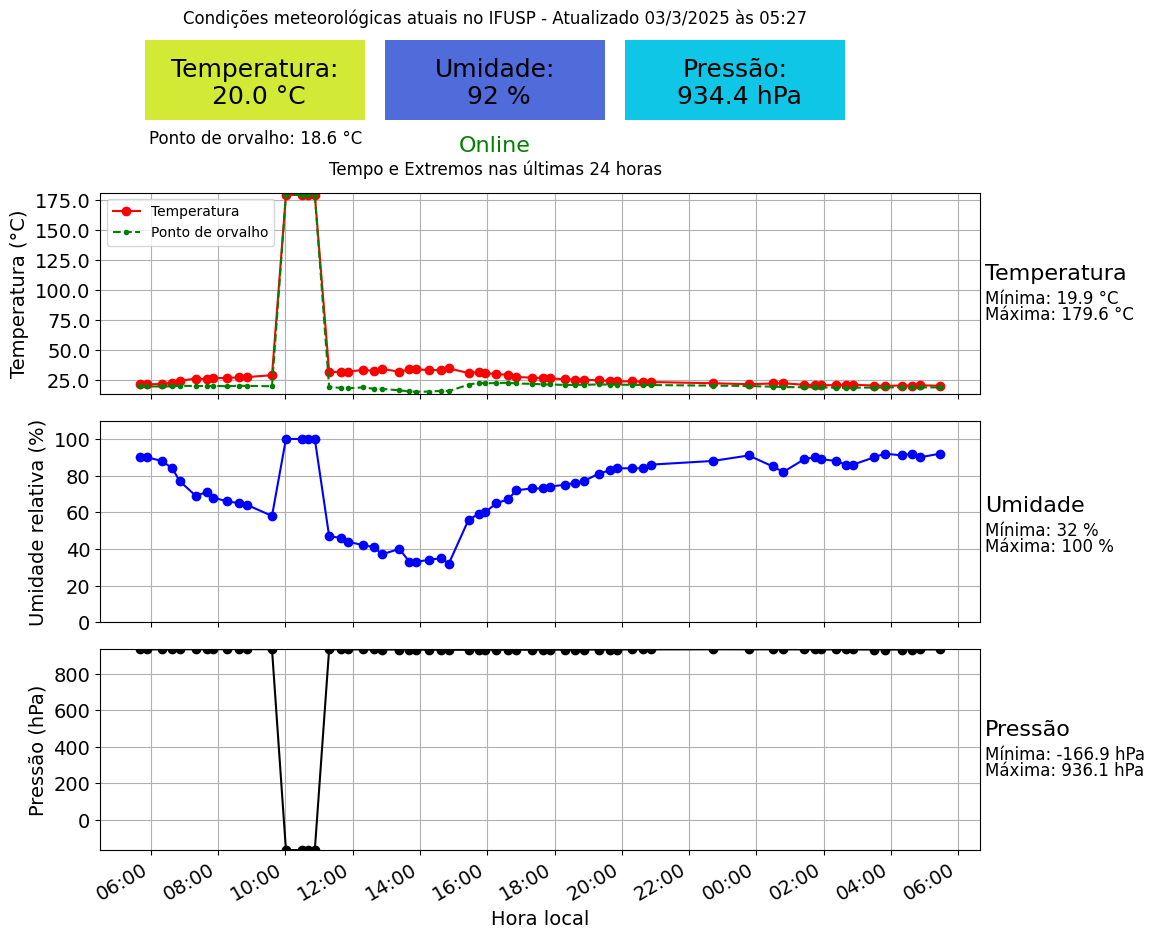 Condições meteorológicas atuais no IFUSP - Atualizado 03/3/2025 às 05:27
Temperatura:
20.0 °C
Umidade:
92 %
Pressão:
934.4 hPa
Ponto de orvalho: 18.6 °C
Online
Tempo e Extremos nas últimas 24 horas
Temperatura (°C)
175.0
150.0
125.0
100.0
75.0
50.0
25.0
Temperatura
Ponto de orvalho
Temperatura
Mínima: 19.9 °C
Máxima: 179.6 °C
Umidade relativa (%)
100
80
60
40
20
0
Umidade
Mínima: 32 %
Máxima: 100 %
Pressão (hPa)
800
600
400
200
0
Pressão
Mínima: -166.9 hPa
Máxima: 936.1 hPa
06:00 08:00 10:00 12:00 14:00 16:00 18:00 20:00 22:00 00:00 02:00 04:00 06:00
Hora local